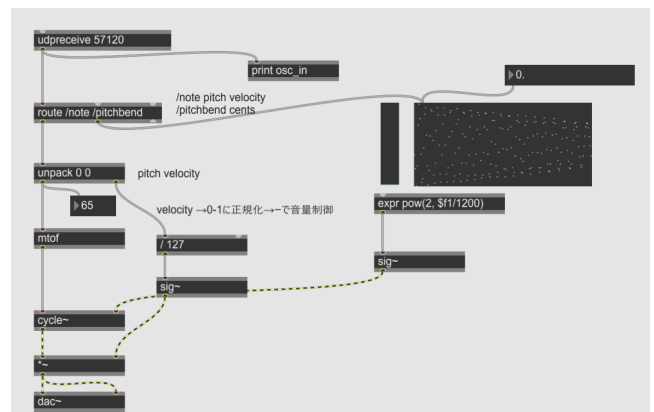 udpreceive 57120
print osc_in
0.
/note pitch velocity
/pitchbend cents
route /note /pitchbend
unpack 0 0
pitch velocity
65
expr pow(2, $f1/1200)
velocity →0-1に正規化→~で音量制御
mtof
/ 127
sig~
sig~
cycle~
*~
dac~